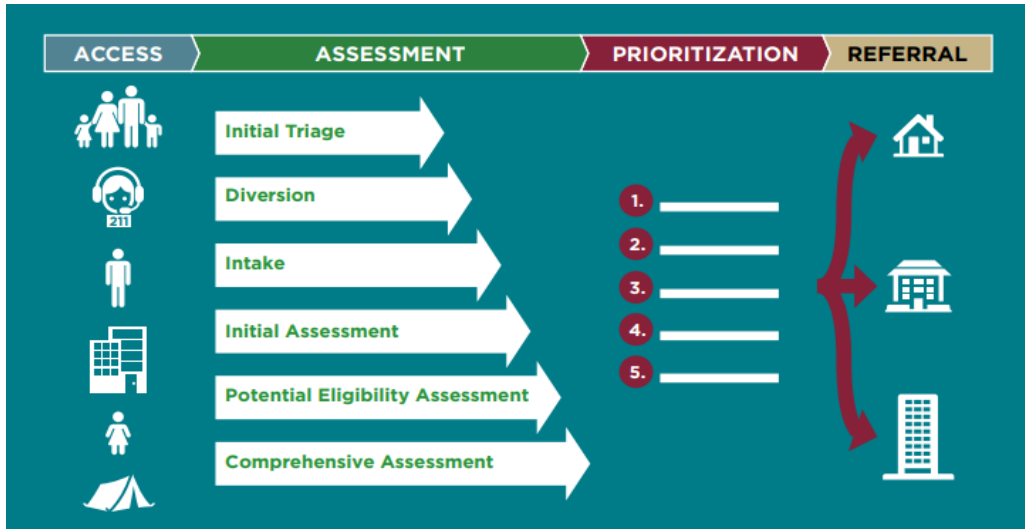 ACCESS
ASSESSMENT
PRIORITIZATION
REFERRAL
Initial Triage
Diversion
211
Intake
Initial Assessment
Potential Eligibility Assessment
Comprehensive Assessment
1.
2.
3.
4.
5.